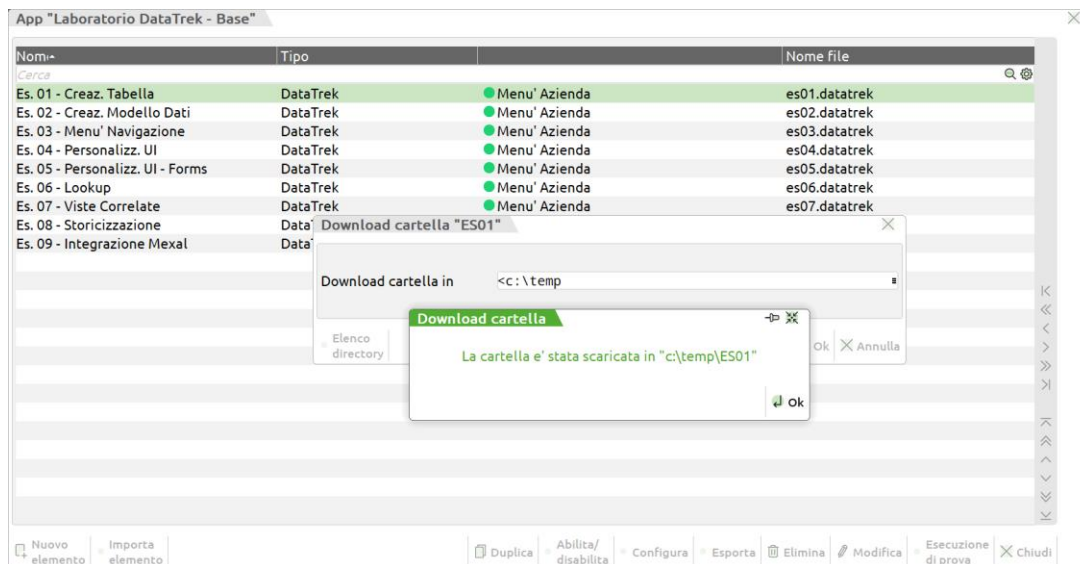 App "Laboratorio DataTrek - Base"
Nom Tipo Nome file
Cerca
Es. 01 - Creaz. Tabella DataTrek Menu' Azienda es01.datatrek
Es. 02 - Creaz. Modello Dati DataTrek Menu' Azienda es02.datatrek
Es. 03 - Menu' Navigazione DataTrek Menu' Azienda es03.datatrek
Es. 04 - Personalizz. UI DataTrek Menu' Azienda es04.datatrek
Es. 05 - Personalizz. UI - Forms DataTrek Menu' Azienda es05.datatrek
Es. 06 - Lookup DataTrek Menu' Azienda es06.datatrek
Es. 07 - Viste Correlate DataTrek Menu' Azienda es07.datatrek
Es. 08 - Storicizzazione Data
Es. 09 - Integrazione Mexal Data
Download cartella "ES01"
Download cartella in <c:\temp
Elenco directory Ok Annulla
Download cartella
La cartella e' stata scaricata in "c:\temp\ES01"
Ok
Nuovo elemento Importa elemento Duplica Abilita/ disabilita Configura Esporta Elimina Modifica Esecuzione di prova Chiudi